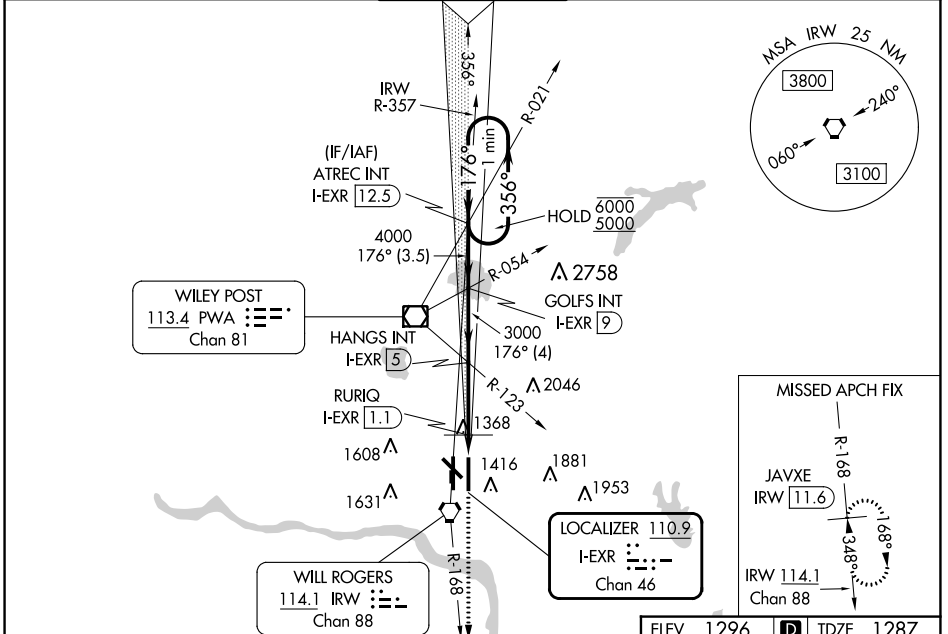 MSA IRW 25 NM
3800
240°
060°
3100
356°
IRW
R-357
R-021
(IF/IAF)
ATREC INT
I-EXR 12.5
176°
1 min
356°
HOLD 6000
5000
4000
176° (3.5)
R-054
2758
WILEY POST
113.4 PWA
Chan 81
GOLFS INT
I-EXR 9
HANGS INT
I-EXR 5
3000
176° (4)
R-123
2046
RURIQ
I-EXR 1.1
1368
1608
1416
1881
1631
1953
LOCALIZER 110.9
I-EXR
Chan 46
WILL ROGERS
114.1 IRW
Chan 88
R-168
MISSED APCH FIX
R-168
JAVXE
IRW 11.6
168°
348°
IRW 114.1
Chan 88
ELEV 1296 D TDZE 1287